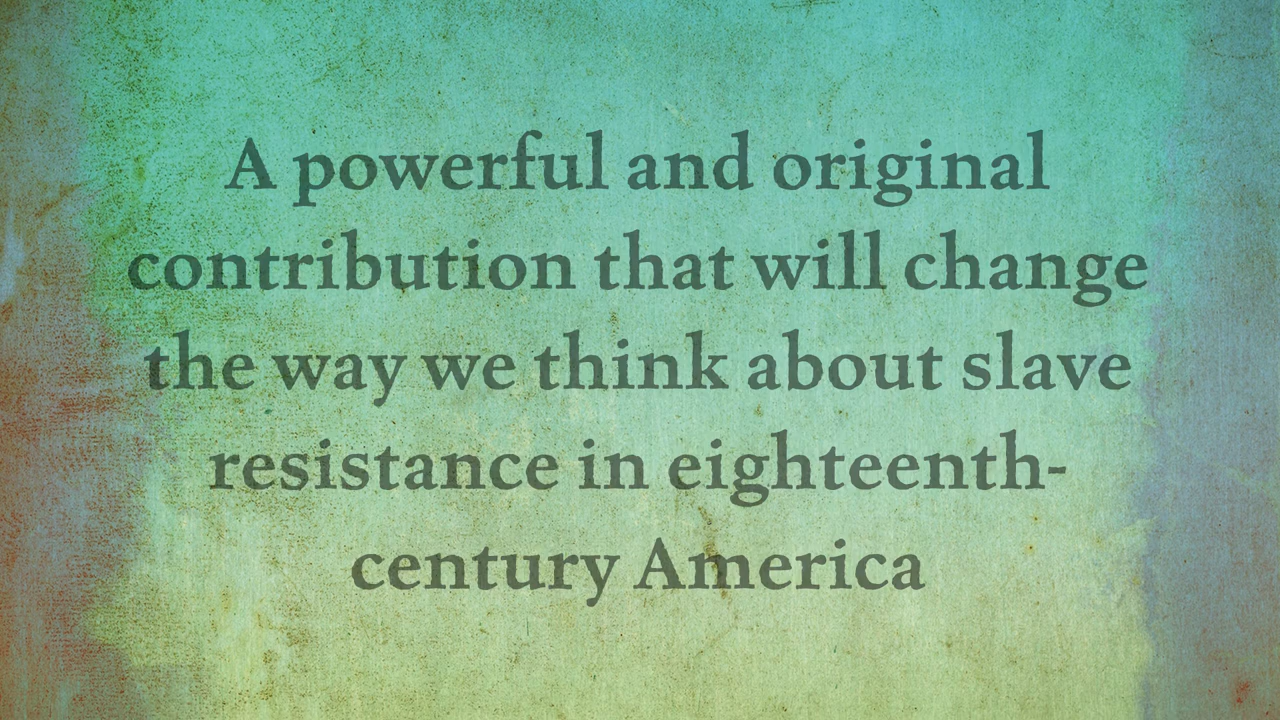 A powerful and original
contribution that will change
the way we think about slave
resistance in eighteenth-
century America